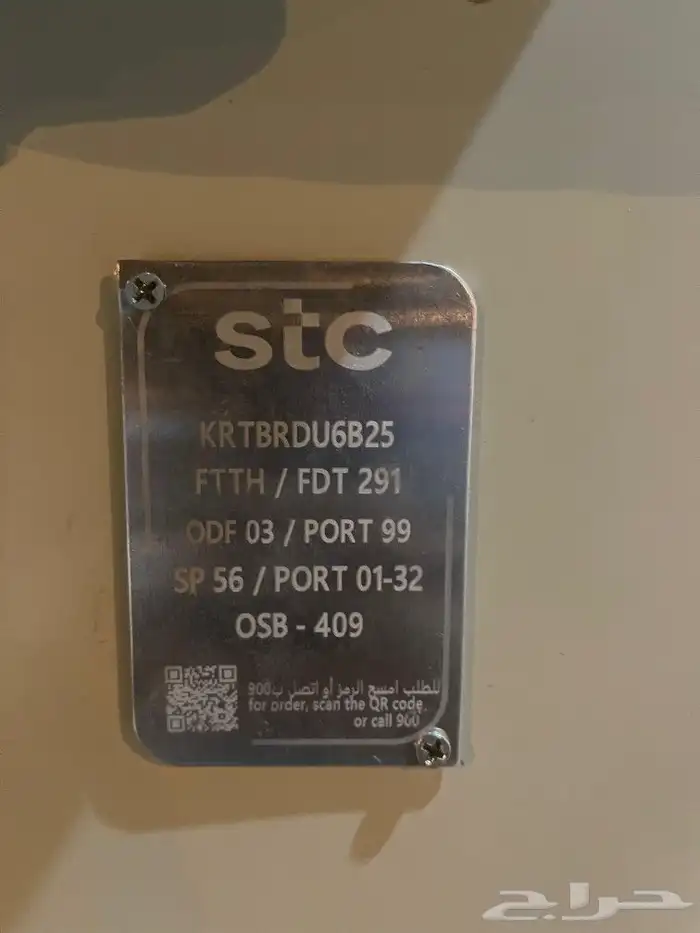 stc
KRTBRDU6B25
FTTH / FDT 291
ODF 03 / PORT 99
SP 56 / PORT 01-32
OSB - 409
للطلب امسح الرمز أو اتصل ب900
for order, scan the QR code,
or call 900
حراج